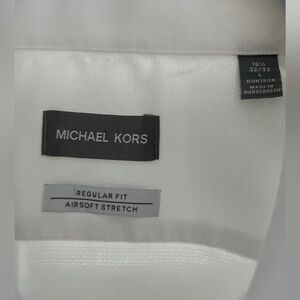 16½
32/33
L
NON IRON
MADE IN
BANGLADESH
MICHAEL KORS
REGULAR FIT
AIRSOFT STRETCH